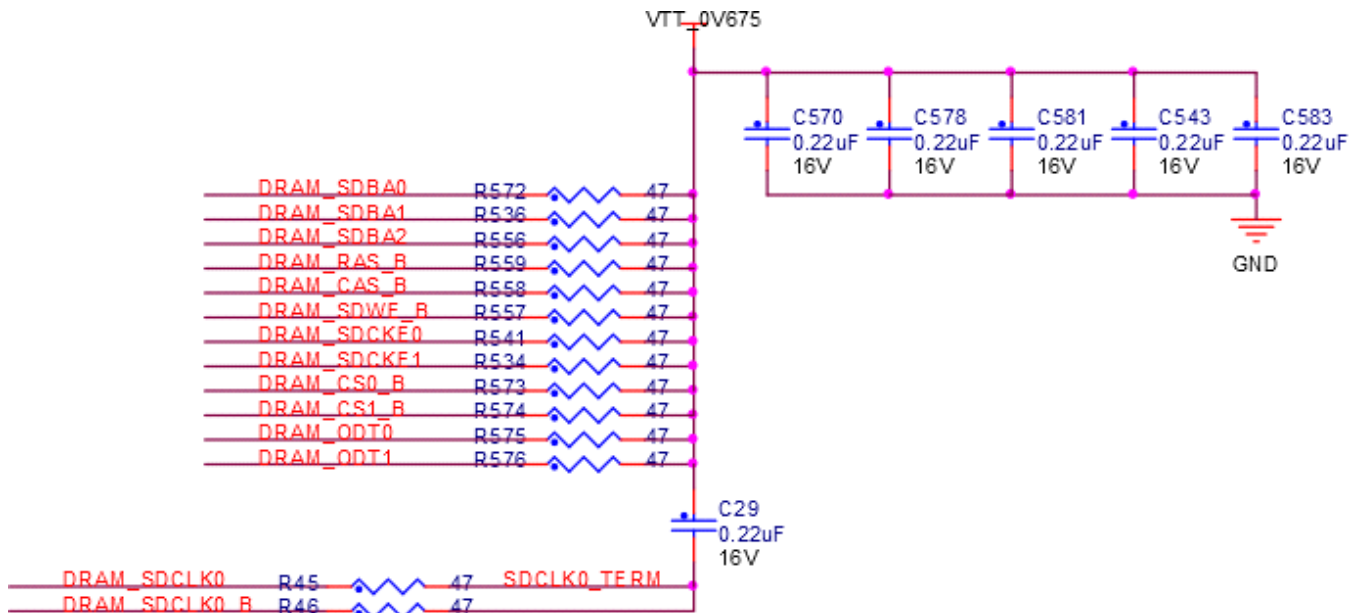 VTT_0V675
C570 C578 C581 C543 C583
0.22uF 0.22uF 0.22uF 0.22uF 0.22uF
16V 16V 16V 16V 16V
DRAM_SDBA0 R572 47
DRAM_SDBA1 R536 47
DRAM_SDBA2 R556 47
DRAM_RAS_B R559 47
GND
DRAM_CAS_B R558 47
DRAM_SDWE_B R557 47
DRAM_SDCKE0 R541 47
DRAM_SDCKE1 R534 47
DRAM_CS0_B R573 47
DRAM_CS1_B R574 47
DRAM_ODT0 R575 47
DRAM_ODT1 R576 47
C29
0.22uF
16V
DRAM_SDCLK0 R45 47 SDCLK0_TERM
DRAM_SDCLK0_B R46 47